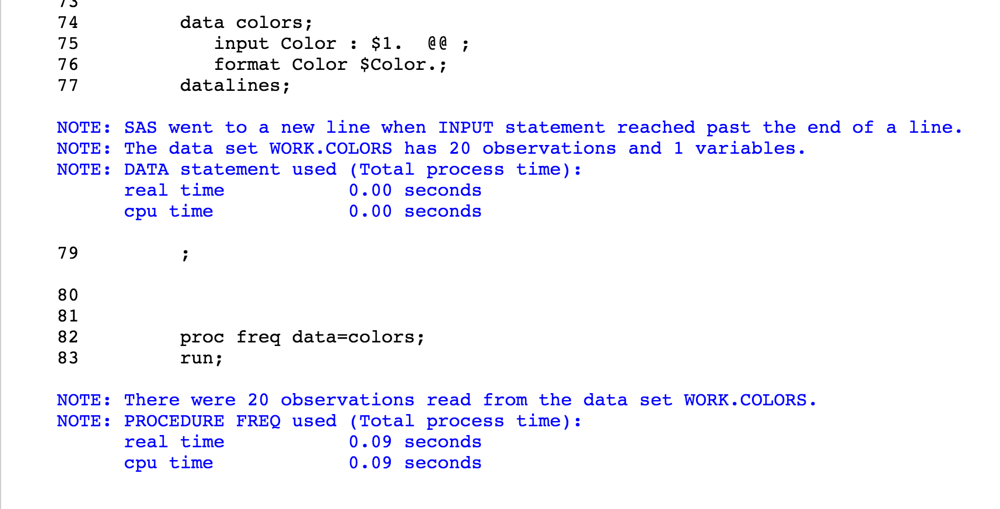 73
74 data colors;
75 input Color : $1. @@ ;
76 format Color $Color.;
77 datalines;
NOTE: SAS went to a new line when INPUT statement reached past the end of a line.
NOTE: The data set WORK.COLORS has 20 observations and 1 variables.
NOTE: DATA statement used (Total process time):
real time 0.00 seconds
cpu time 0.00 seconds
79 ;
80
81
82 proc freq data=colors;
83 run;
NOTE: There were 20 observations read from the data set WORK.COLORS.
NOTE: PROCEDURE FREQ used (Total process time):
real time 0.09 seconds
cpu time 0.09 seconds